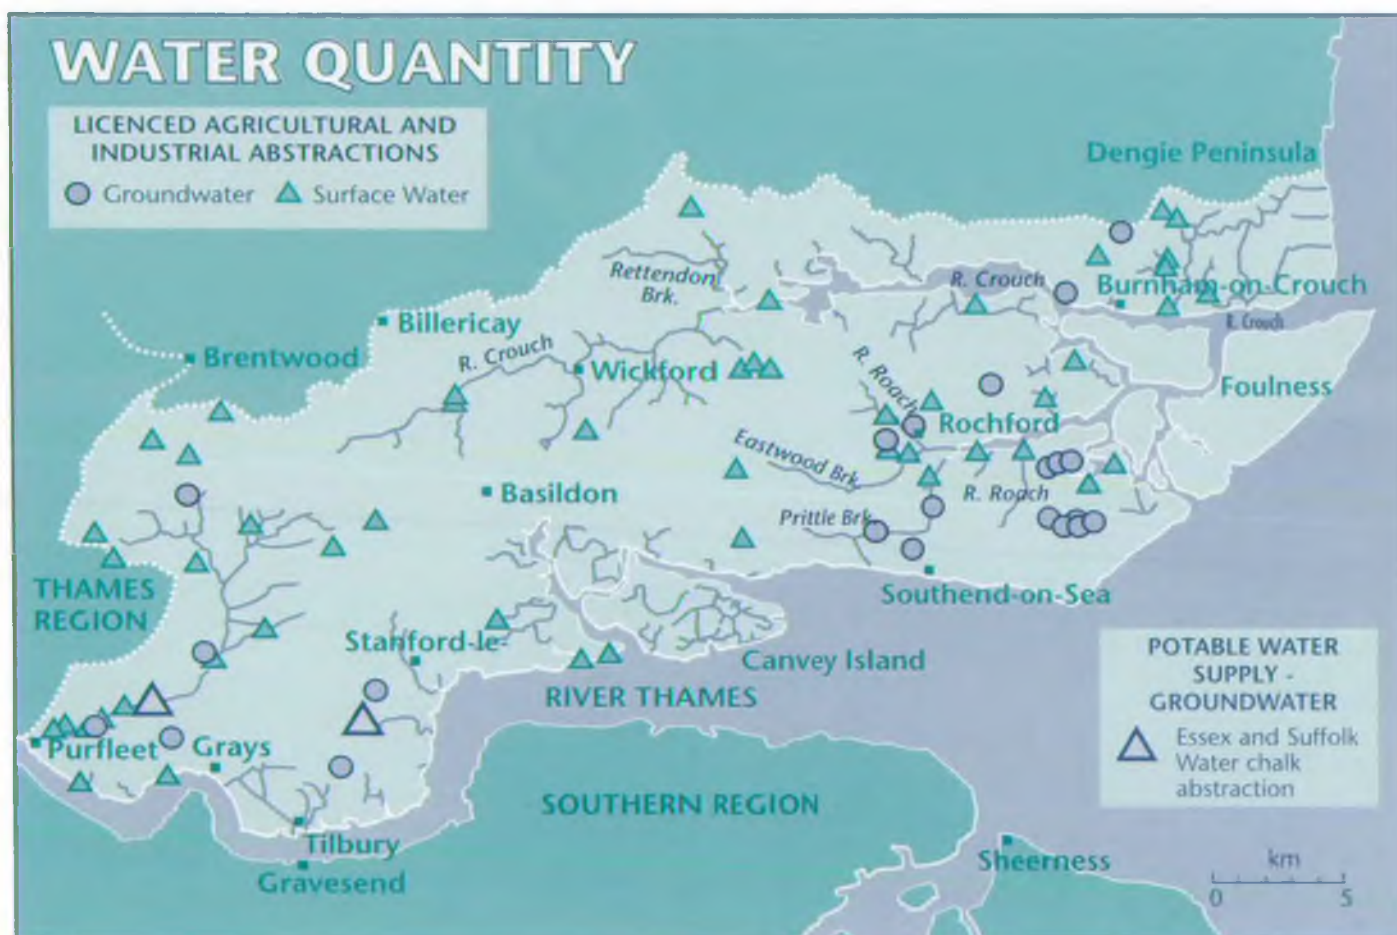 WATER QUANTITY
LICENCED AGRICULTURAL AND
INDUSTRIAL ABSTRACTIONS
Groundwater
Surface Water
Dengie Peninsula
Rettendon
Brk.
R. Crouch
Burnham-on-Crouch
R. Crouch
Billericay
Brentwood
R. Crouch
Wickford
R. Roach
Foulness
Rochford
Eastwood Brk.
Basildon
R. Roach
Prittle Brk.
THAMES
REGION
Southend-on-Sea
Stanford-le-
Canvey Island
RIVER THAMES
POTABLE WATER
SUPPLY -
GROUNDWATER
Essex and Suffolk
Water chalk
abstraction
Purfleet
Grays
SOUTHERN REGION
Tilbury
Gravesend
Sheerness
km
0
5